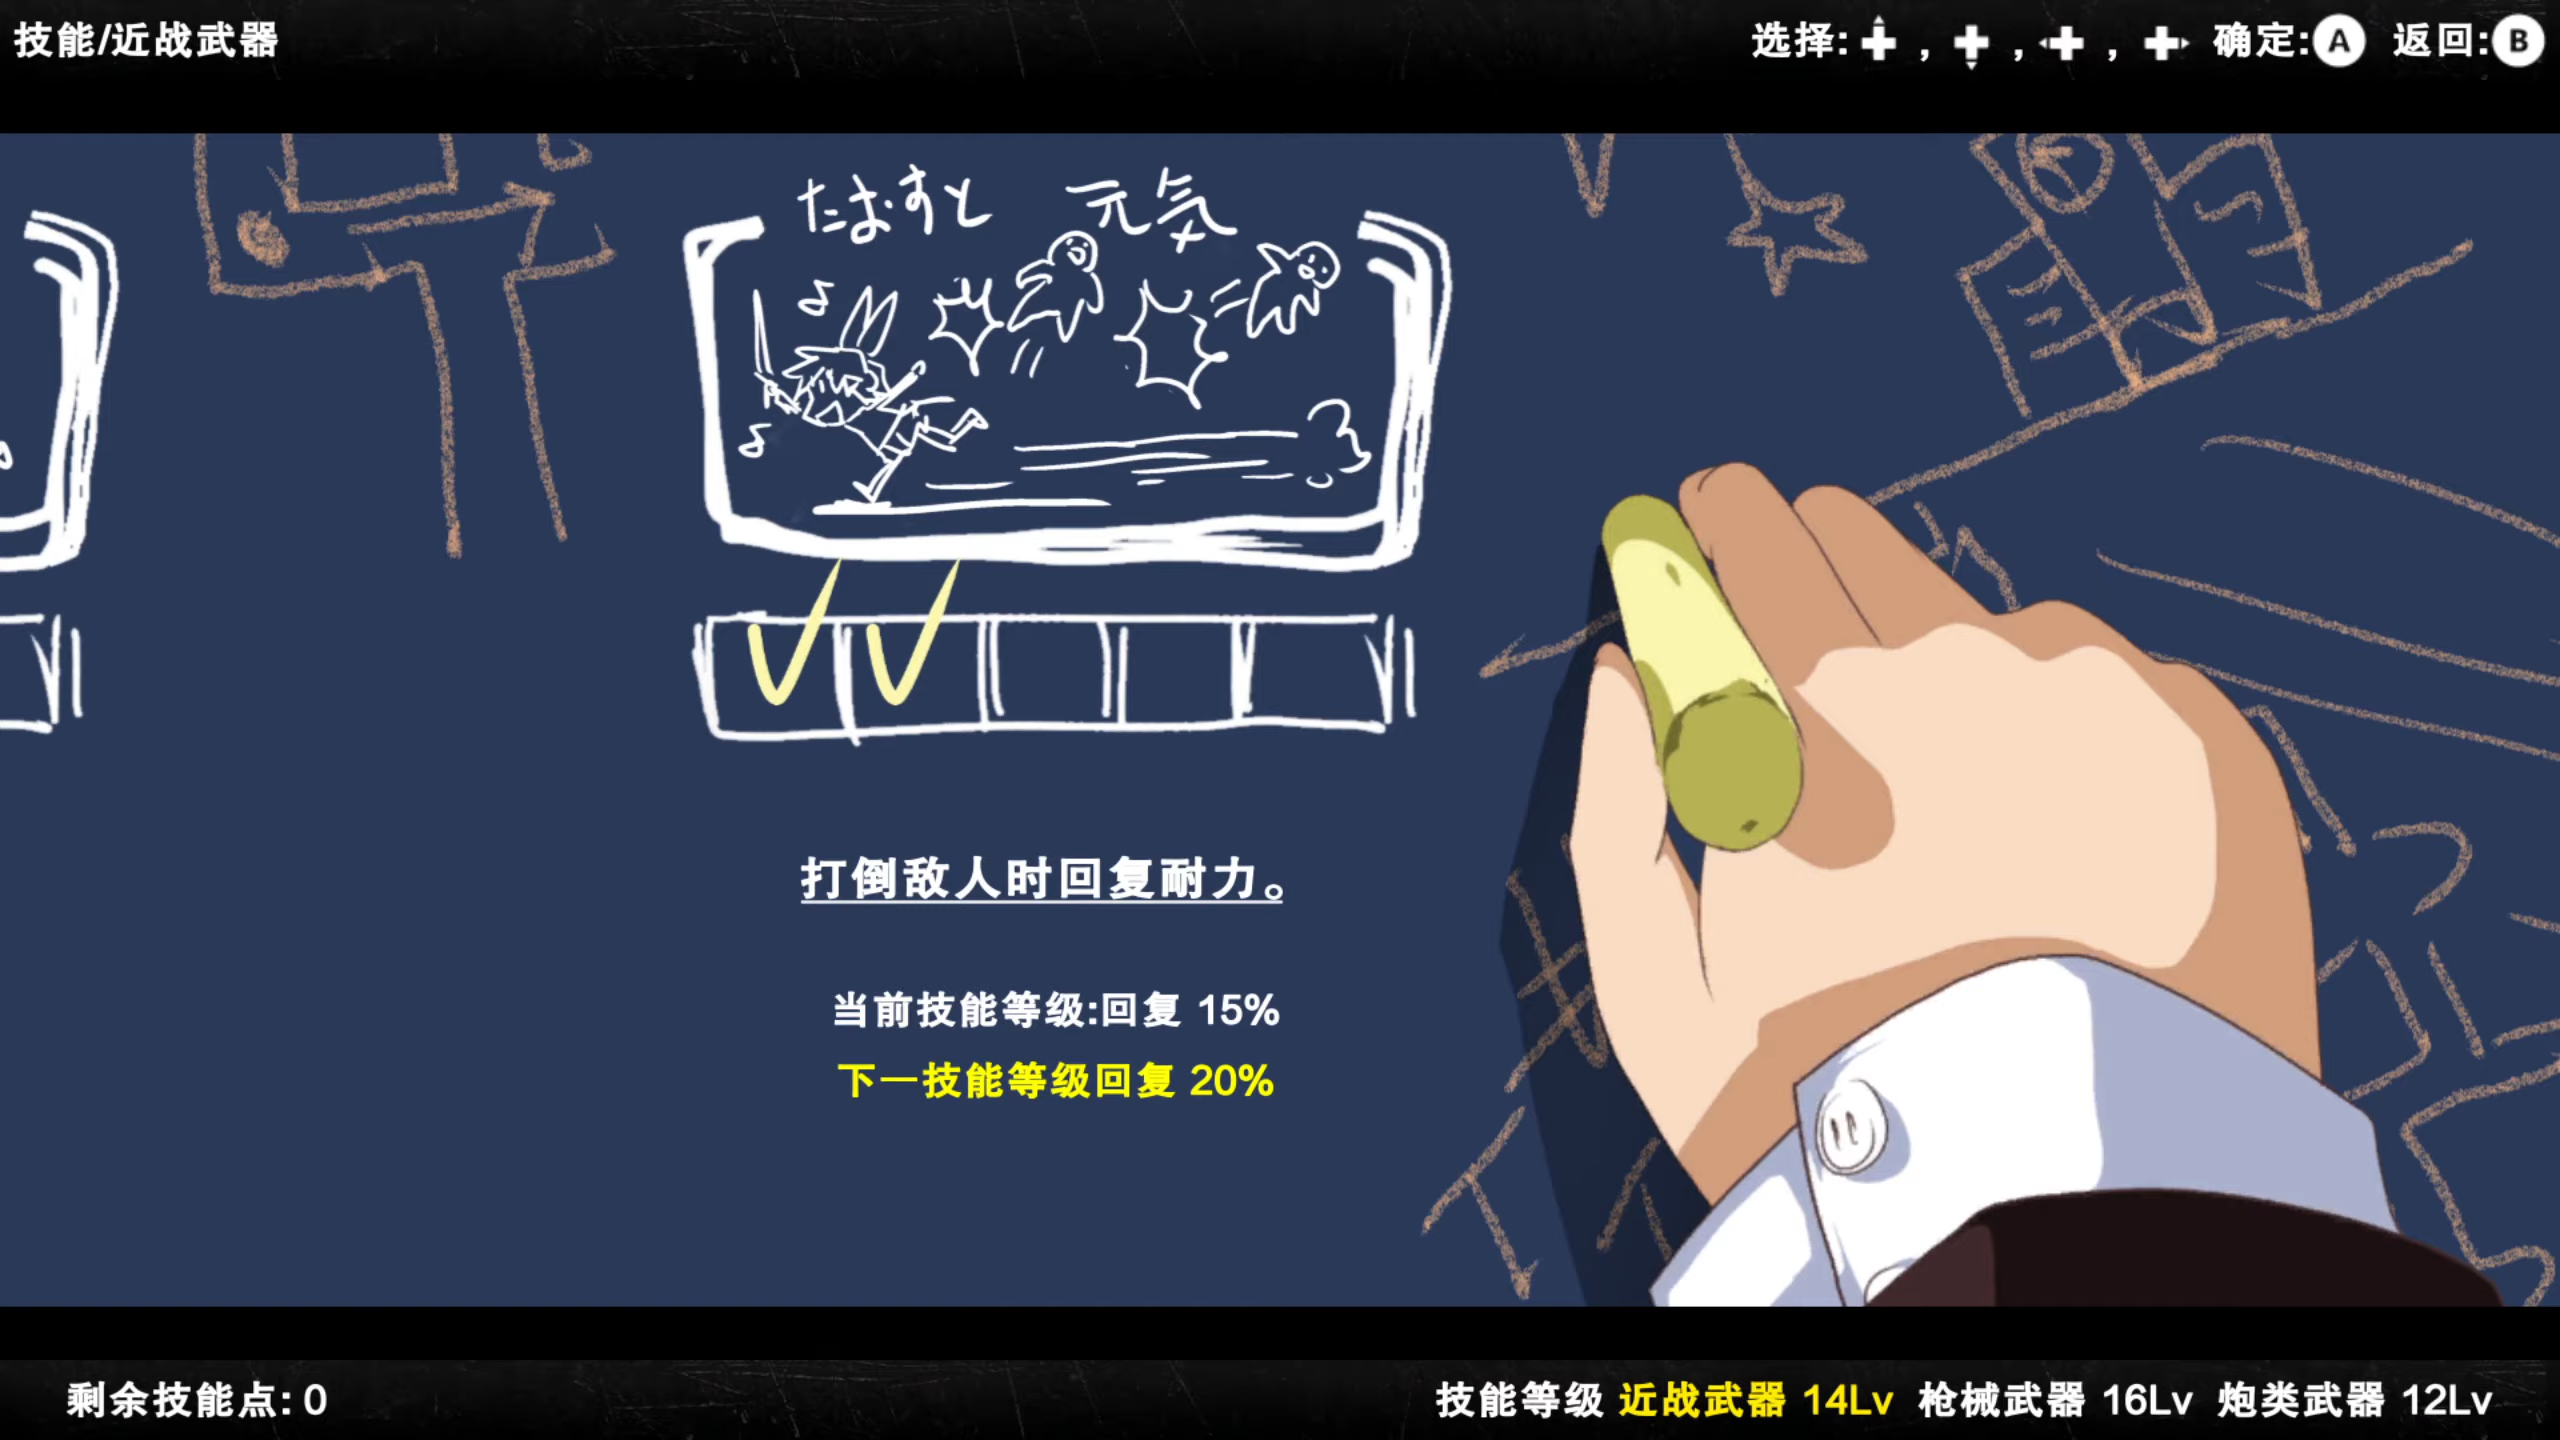 技能/近战武器
选择: , , , 确定:A 返回:B
たおすと 元気
打倒敌人时回复耐力。
当前技能等级:回复 15%
下一技能等级回复 20%
剩余技能点: 0
技能等级 近战武器 14Lv 枪械武器 16Lv 炮类武器 12Lv